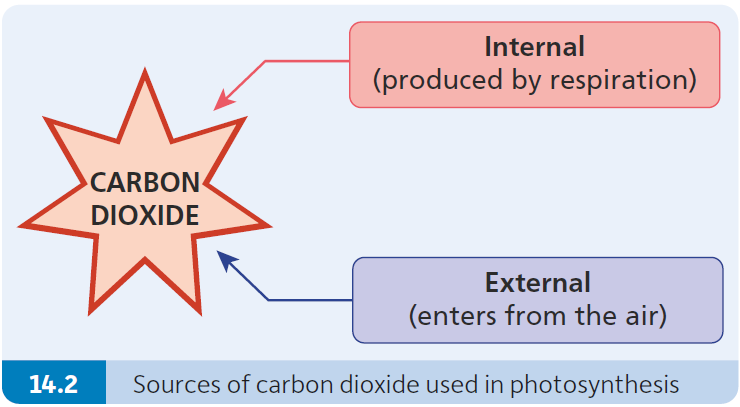 Internal
(produced by respiration)
CARBON
DIOXIDE
External
(enters from the air)
14.2 Sources of carbon dioxide used in photosynthesis